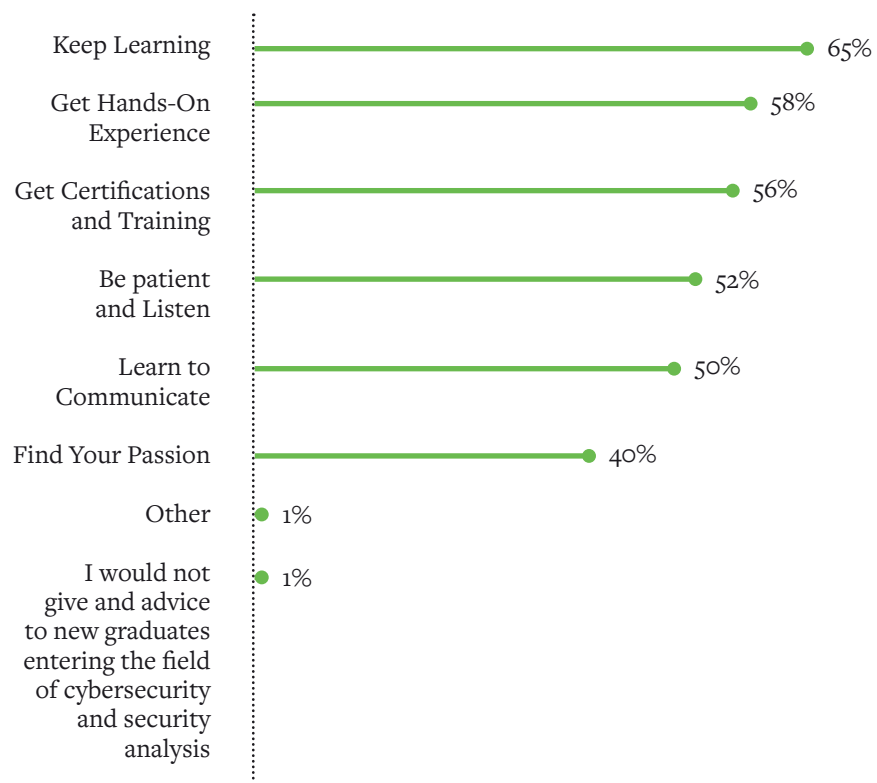 Keep Learning
65%
Get Hands-On
Experience
58%
Get Certifications
and Training
56%
Be patient
and Listen
52%
Learn to
Communicate
50%
Find Your Passion
40%
Other
1%
I would not
give and advice
to new graduates
entering the field
of cybersecurity
and security
analysis
1%